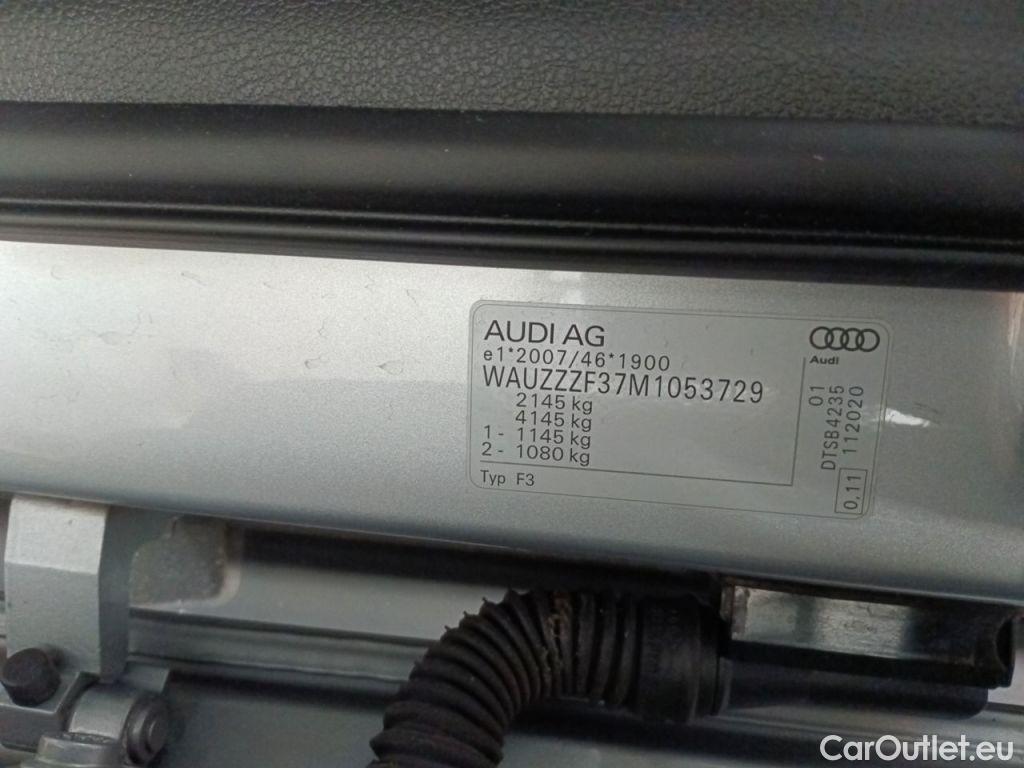 AUDI AG
e1*2007/46*1900
WAUZZZF37M1053729
2145 kg
4145 kg
1 - 1145 kg
2 - 1080 kg
Typ F3
Audi
01
DTSB4235
0.11 112020
CarOutlet.eu